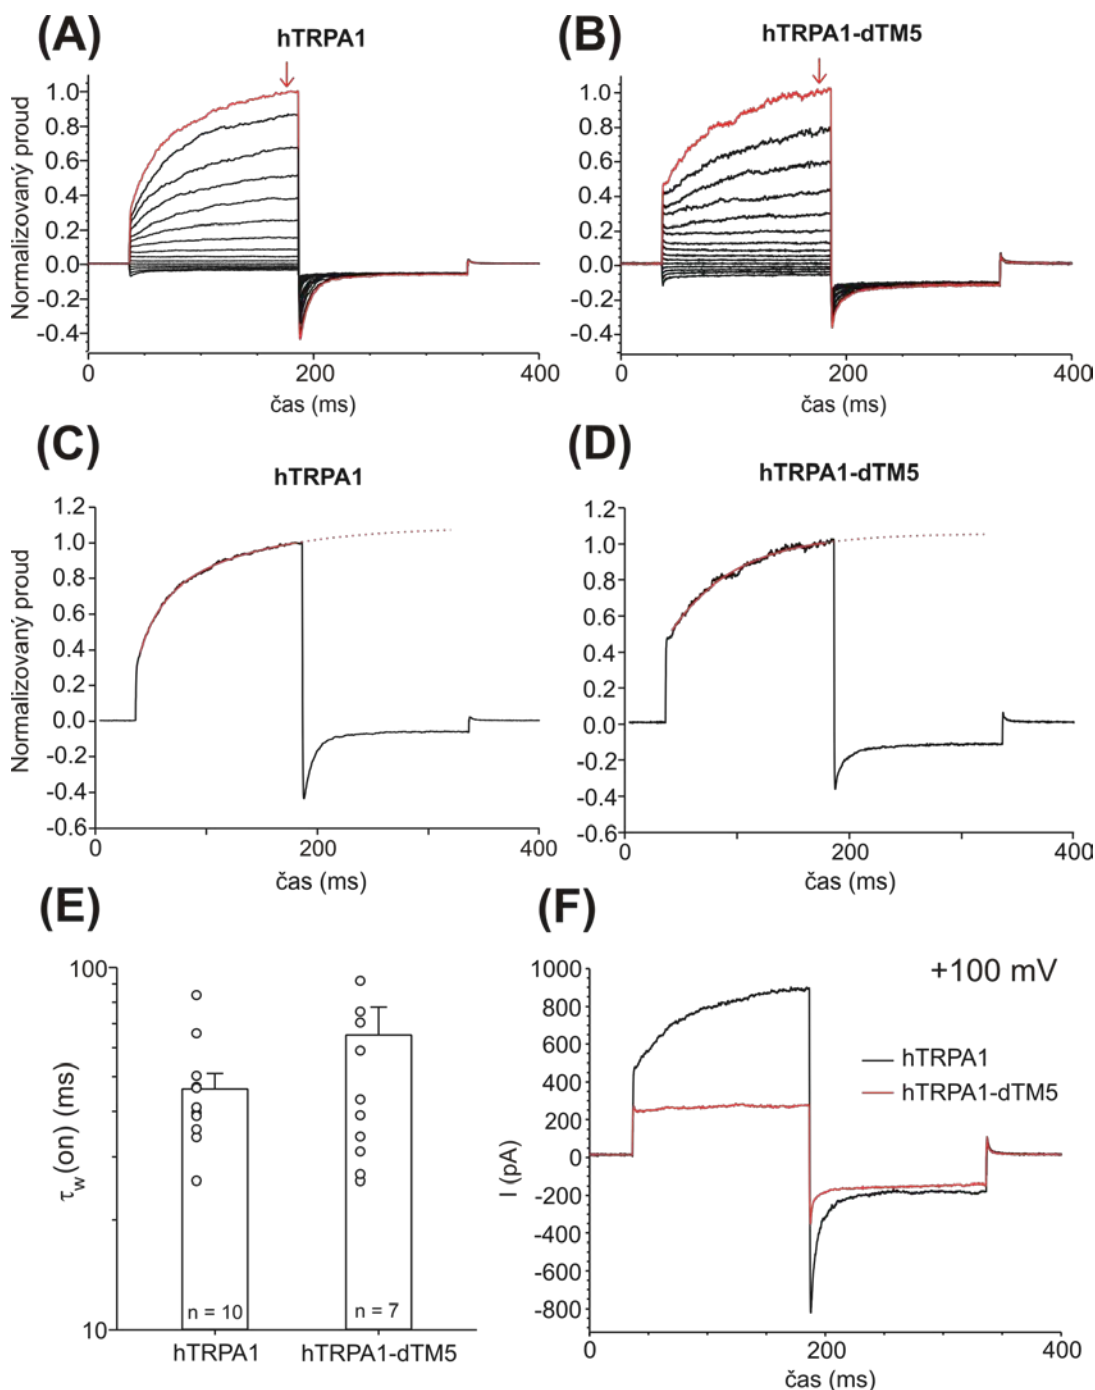 (A)
hTRPA1
Normalizovaný proud
1.0
0.8
0.6
0.4
0.2
0.0
-0.2
-0.4
0
200
400
čas (ms)
(B)
hTRPA1-dTM5
1.0
0.8
0.6
0.4
0.2
0.0
-0.2
-0.4
0
200
400
čas (ms)
(C)
hTRPA1
Normalizovaný proud
1.2
1.0
0.8
0.6
0.4
0.2
0.0
-0.2
-0.4
-0.6
0
200
400
čas (ms)
(D)
hTRPA1-dTM5
1.2
1.0
0.8
0.6
0.4
0.2
0.0
-0.2
-0.4
-0.6
0
200
400
čas (ms)
(E)
τw(on) (ms)
100
10
n = 10
n = 7
hTRPA1
hTRPA1-dTM5
(F)
+100 mV
I (pA)
1000
800
600
400
200
0
-200
-400
-600
-800
hTRPA1
hTRPA1-dTM5
0
200
400
čas (ms)